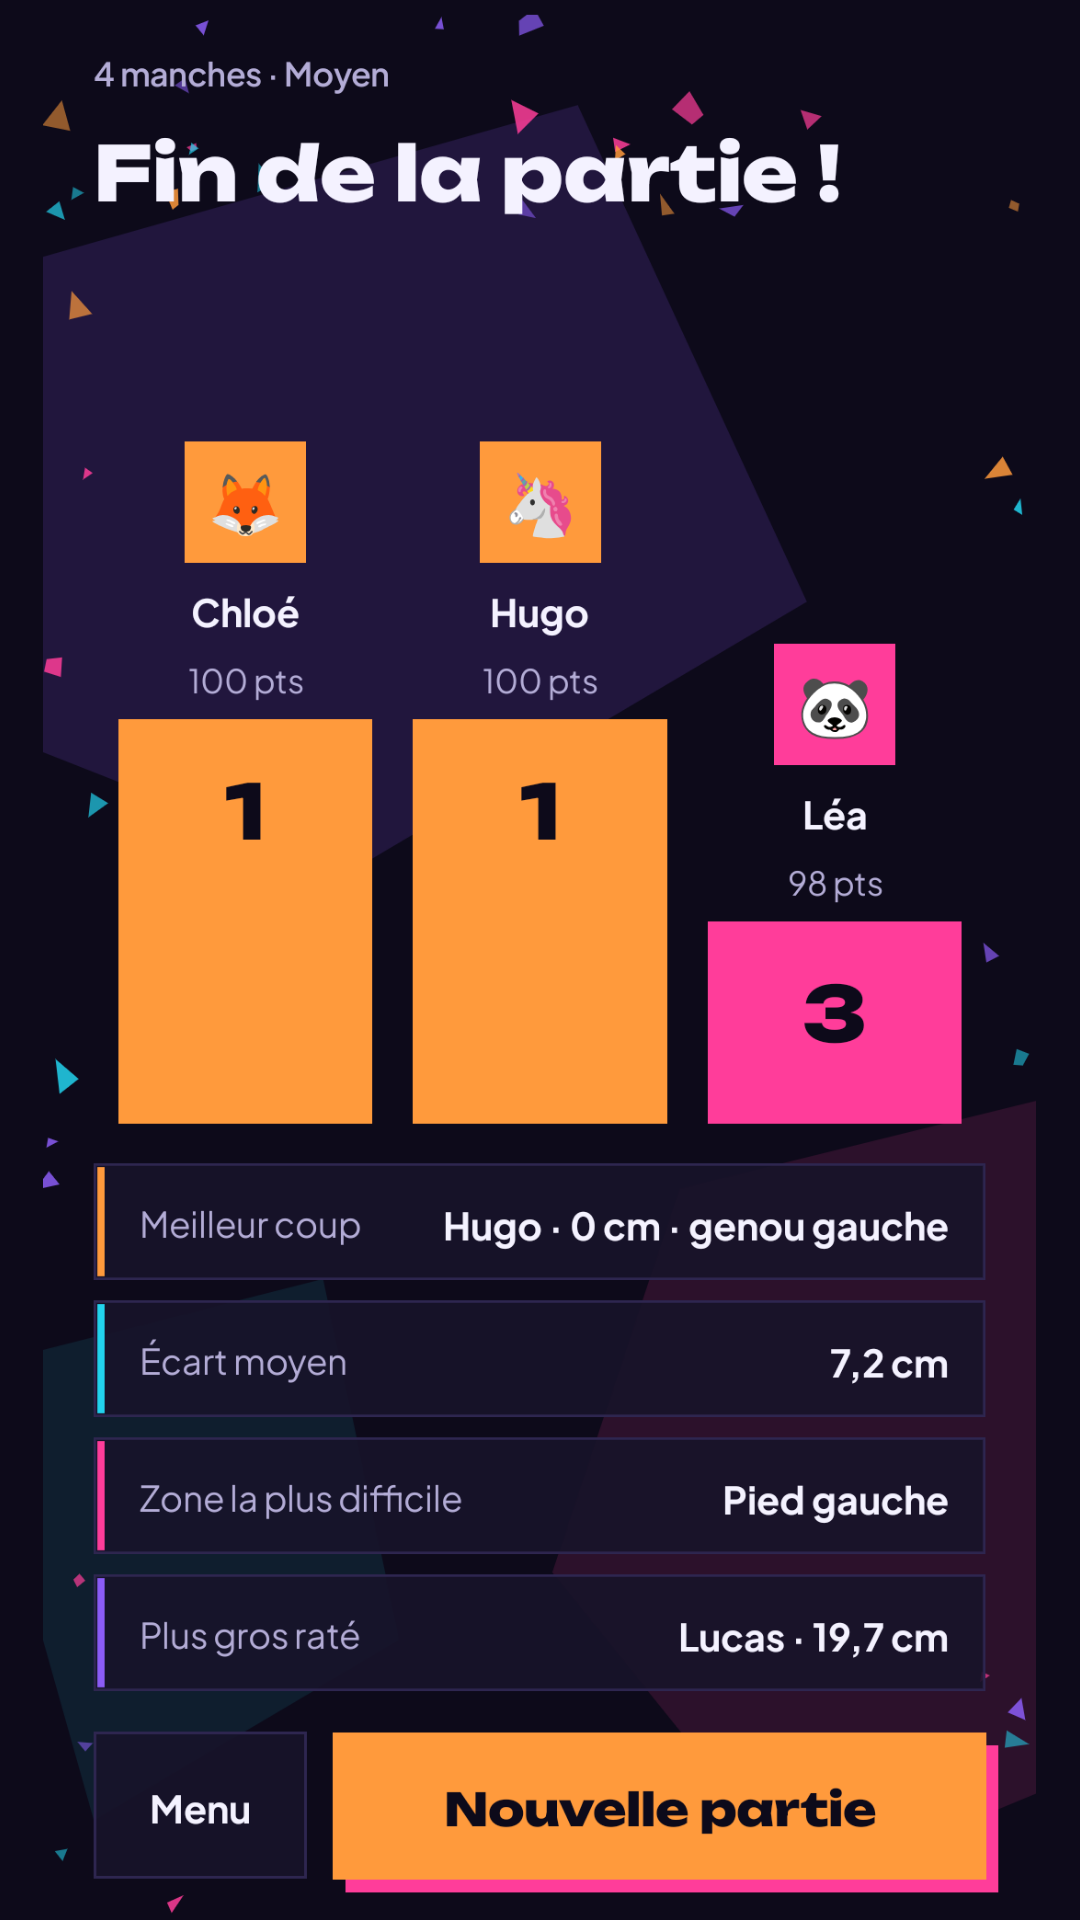 4 manches · Moyen
Fin de la partie !
Chloé
100 pts
1
Hugo
100 pts
1
Léa
98 pts
3
Meilleur coup
Hugo · 0 cm · genou gauche
Écart moyen
7,2 cm
Zone la plus difficile
Pied gauche
Plus gros raté
Lucas · 19,7 cm
Menu
Nouvelle partie